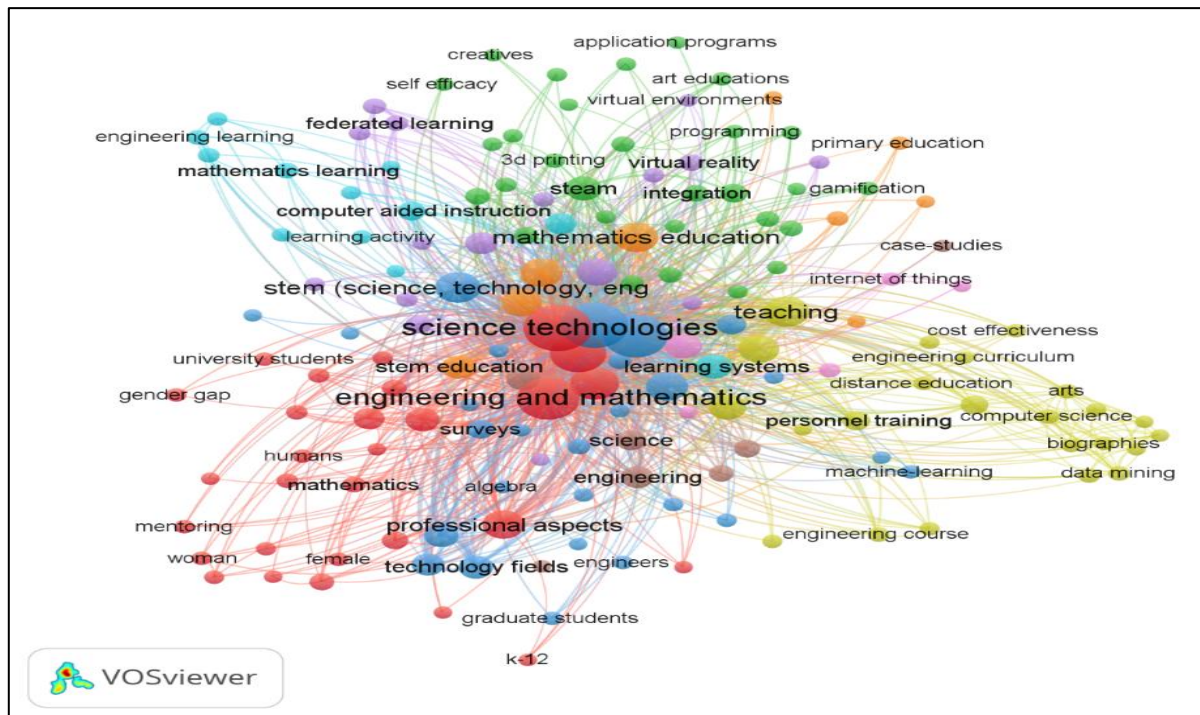 application programs
creatives
self efficacy
art educations
virtual environments
federated learning
engineering learning
programming
primary education
3d printing
virtual reality
mathematics learning
steam
integration
gamification
computer aided instruction
learning activity
mathematics education
case-studies
internet of things
stem (science, technology, eng
teaching
science technologies
cost effectiveness
university students
stem education
learning systems
engineering curriculum
gender gap
engineering and mathematics
distance education
arts
personnel training
computer science
surveys
science
biographies
humans
mathematics
algebra
engineering
machine-learning
data mining
mentoring
professional aspects
engineering course
woman
female
technology fields
engineers
graduate students
k-12
VOSviewer